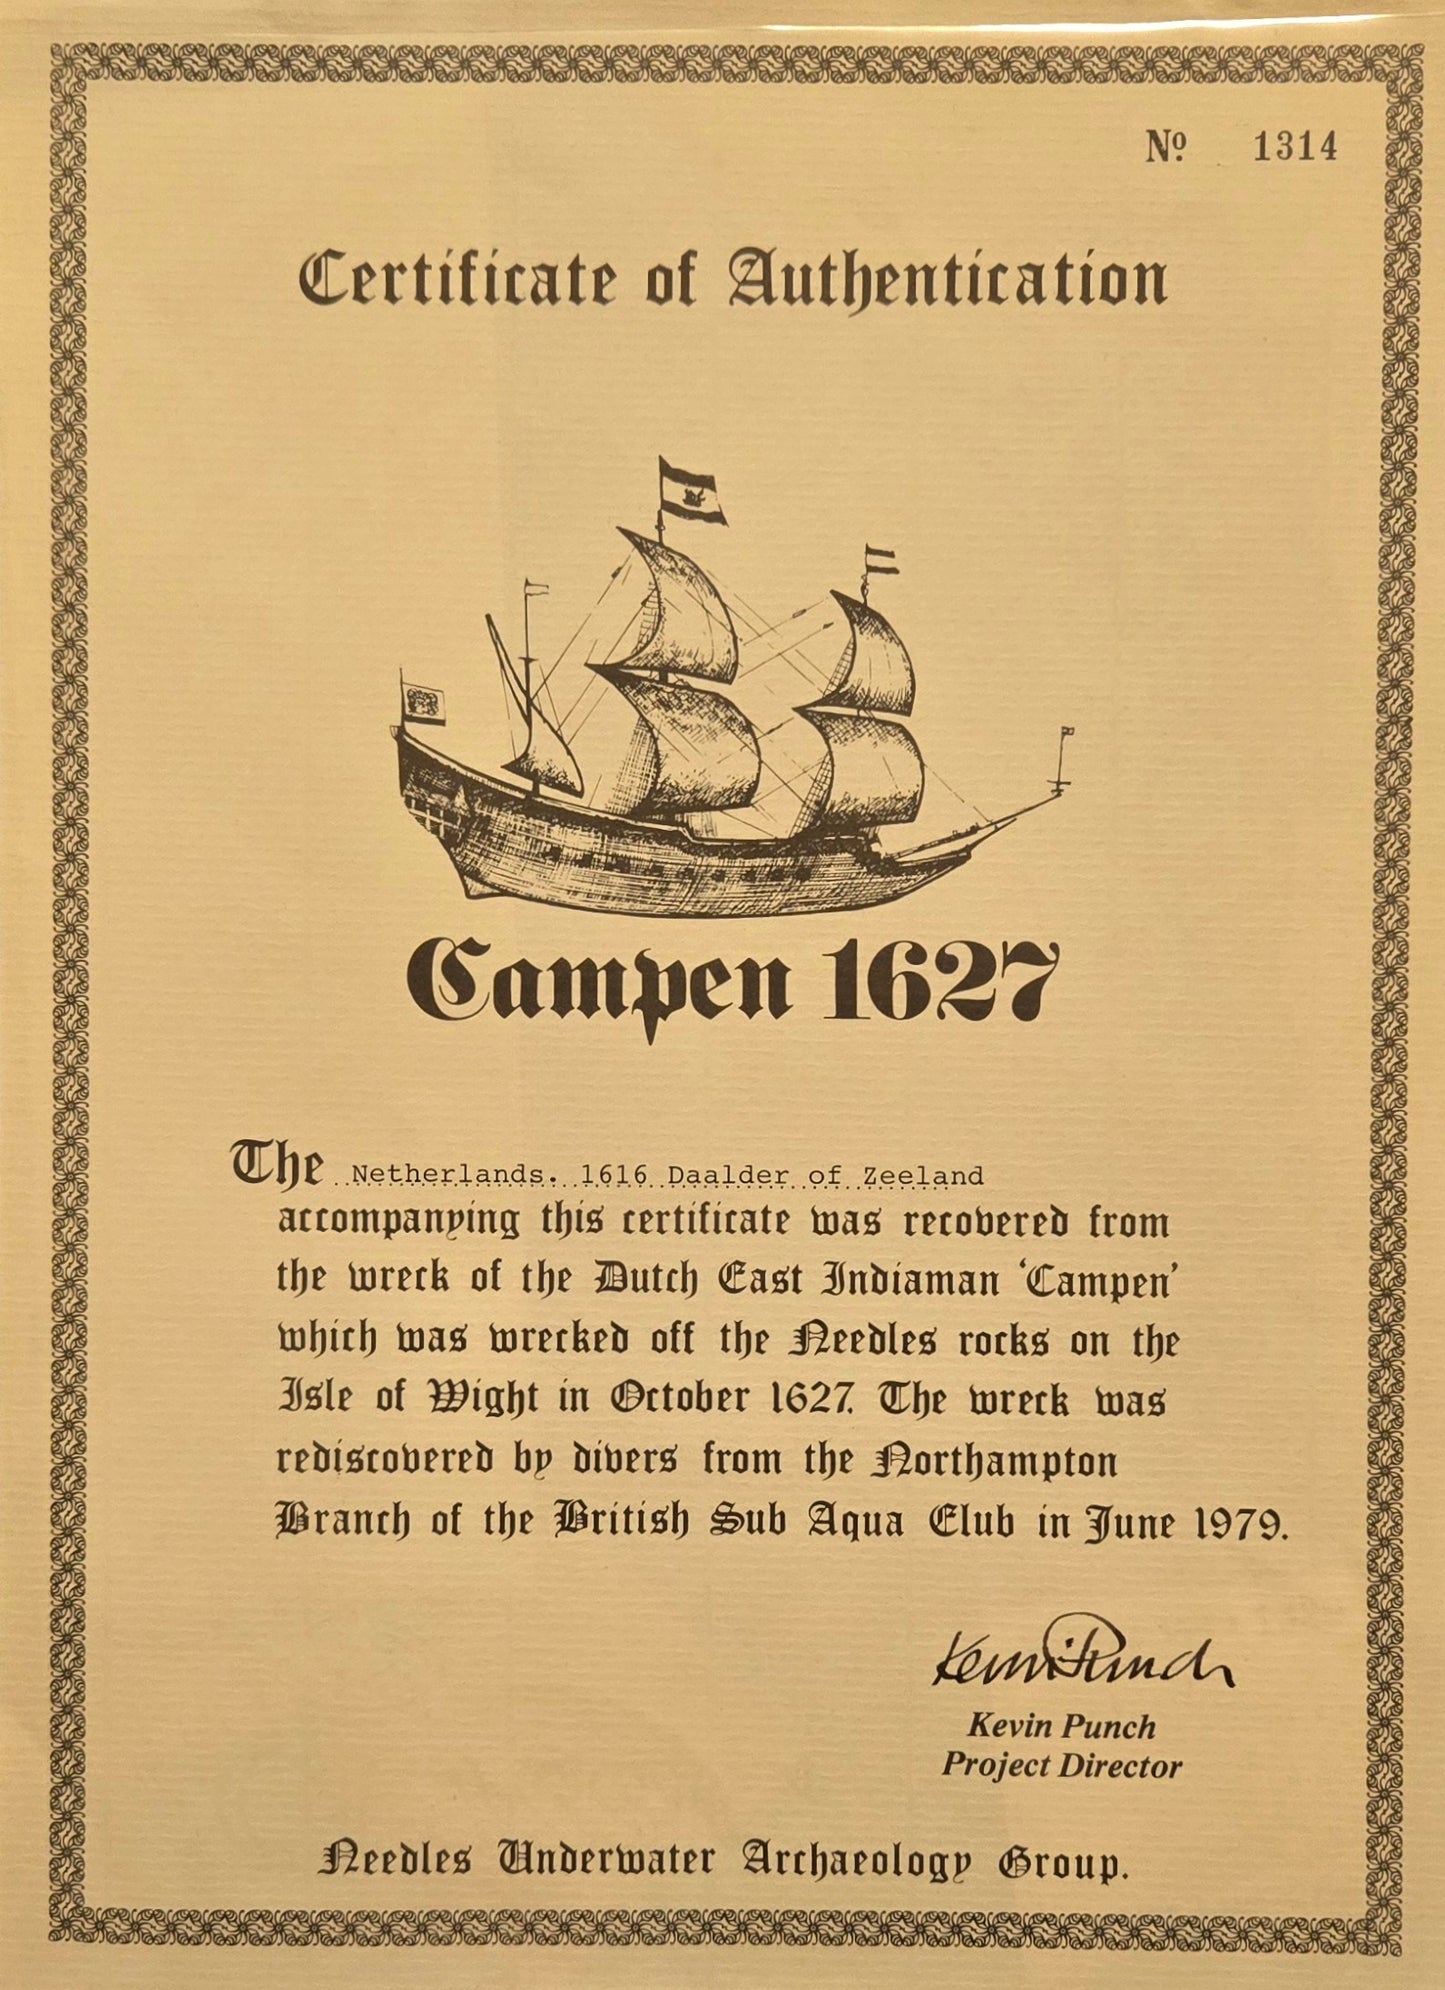 Nº 1314
Certificate of Authentication
Campen 1627
The Netherlands. 1616 Daalder of Zeeland
accompanying this certificate was recovered from
the wreck of the Dutch East Indiaman ‘Campen’
which was wrecked off the Needles rocks on the
Isle of Wight in October 1627. The wreck was
rediscovered by divers from the Northampton
Branch of the British Sub Aqua Club in June 1979.
Kevin Punch
Kevin Punch
Project Director
Needles Underwater Archaeology Group.